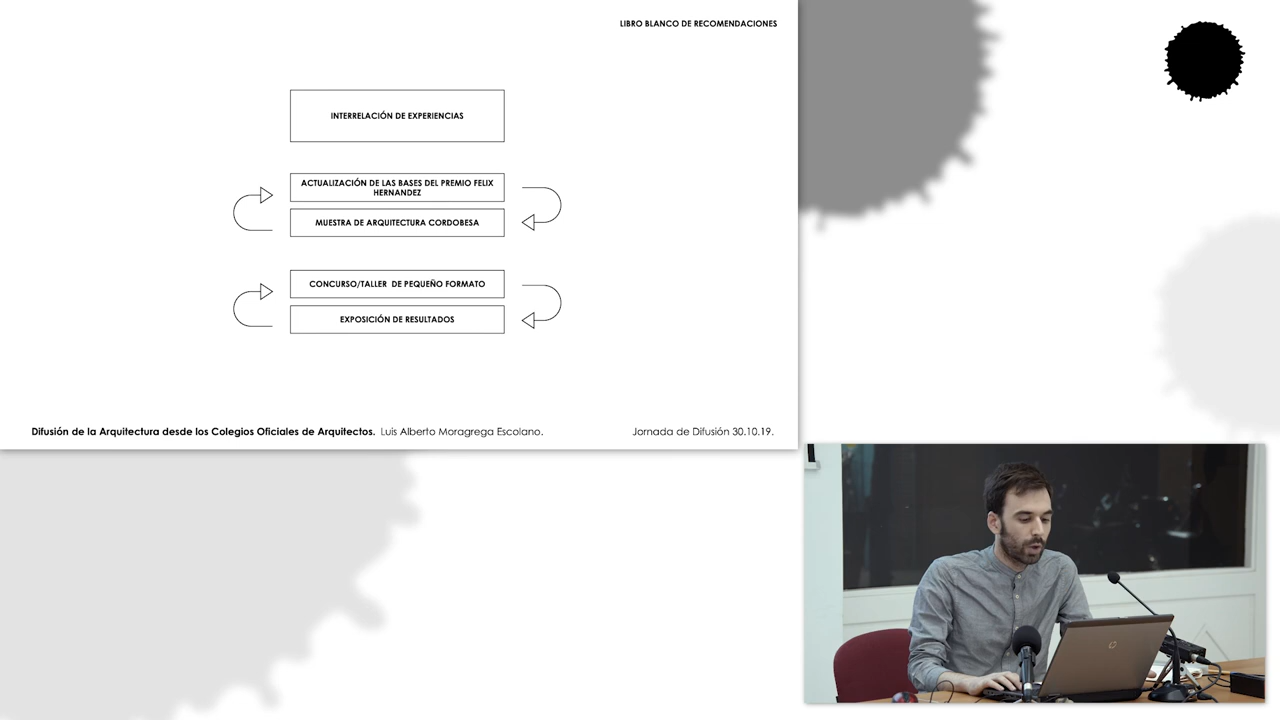 LIBRO BLANCO DE RECOMENDACIONES
INTERRELACIÓN DE EXPERIENCIAS
ACTUALIZACIÓN DE LAS BASES DEL PREMIO FELIX
HERNANDEZ
MUESTRA DE ARQUITECTURA CORDOBESA
CONCURSO/TALLER DE PEQUEÑO FORMATO
EXPOSICIÓN DE RESULTADOS
Difusión de la Arquitectura desde los Colegios Oficiales de Arquitectos. Luis Alberto Moragrega Escolano.
Jornada de Difusión 30.10.19.